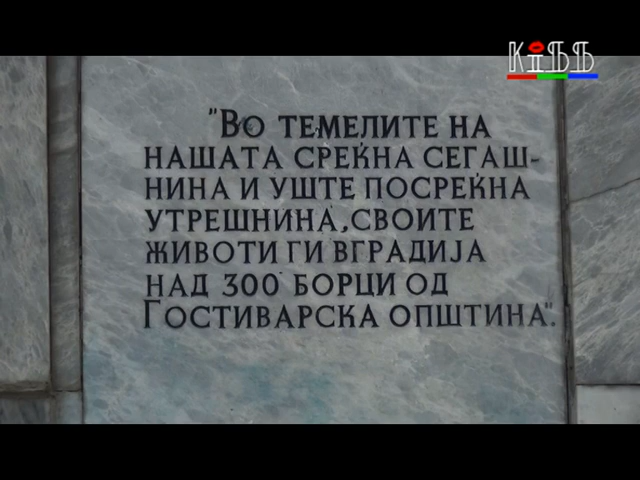 KISS
"Во темелите на
нашата среќна сегаш-
нина и уште посреќна
утрешнина, своите
животи ги вградија
над 300 борци од
Гостиварска општина".